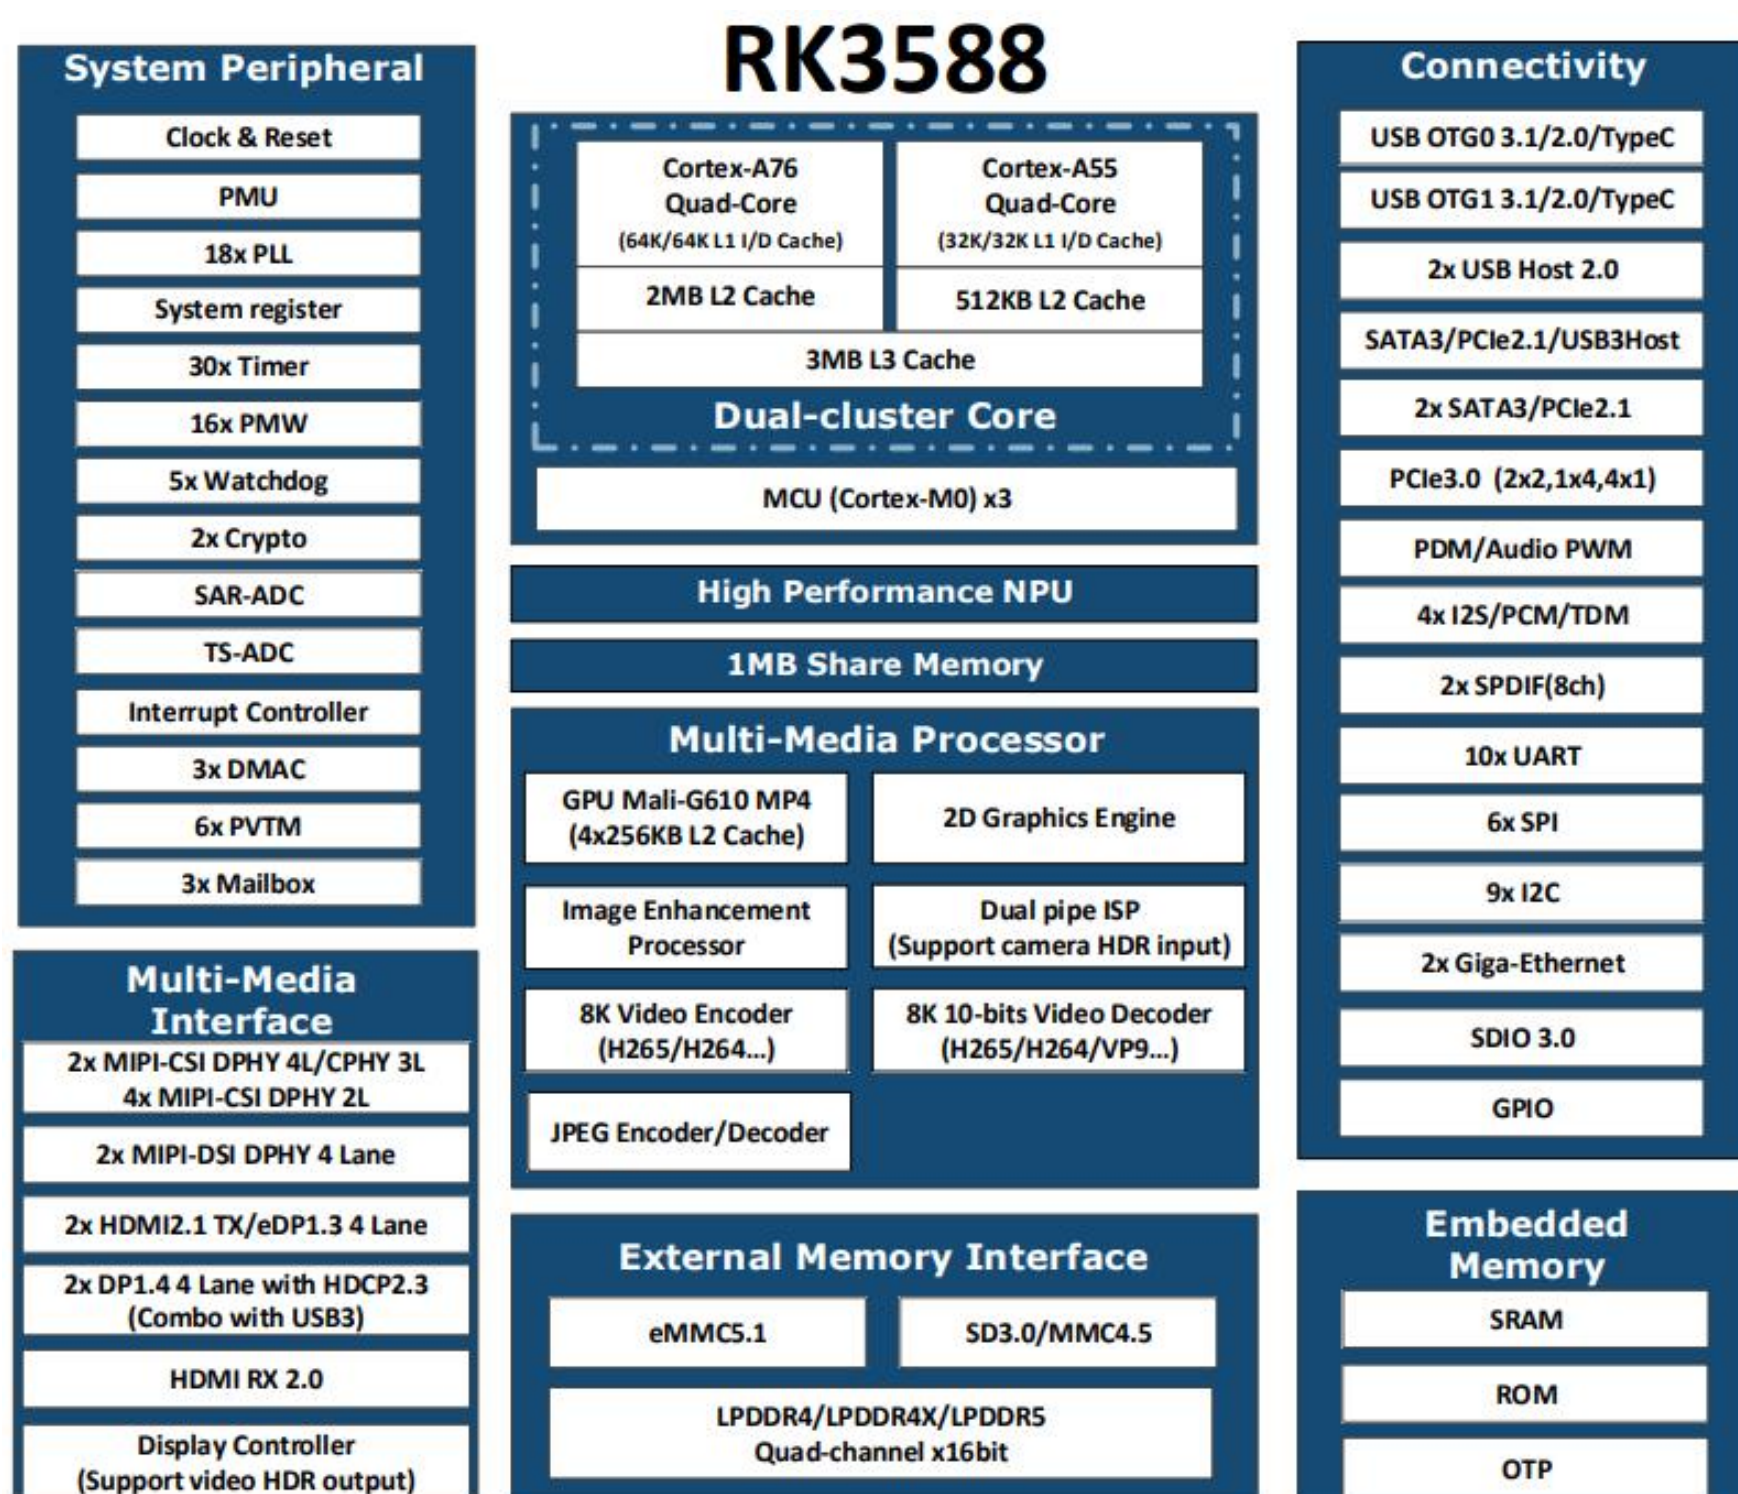 RK3588
System Peripheral
Clock & Reset
PMU
18x PLL
System register
30x Timer
16x PMW
5x Watchdog
2x Crypto
SAR-ADC
TS-ADC
Interrupt Controller
3x DMAC
6x PVTM
3x Mailbox
Multi-Media
Interface
2x MIPI-CSI DPHY 4L/CPHY 3L
4x MIPI-CSI DPHY 2L
2x MIPI-DSI DPHY 4 Lane
2x HDMI2.1 TX/eDP1.3 4 Lane
2x DP1.4 4 Lane with HDCP2.3
(Combo with USB3)
HDMI RX 2.0
Display Controller
(Support video HDR output)
Cortex-A76
Quad-Core
(64K/64K L1 I/D Cache)
2MB L2 Cache
Cortex-A55
Quad-Core
(32K/32K L1 I/D Cache)
512KB L2 Cache
3MB L3 Cache
Dual-cluster Core
MCU (Cortex-M0) x3
High Performance NPU
1MB Share Memory
Multi-Media Processor
GPU Mali-G610 MP4
(4x256KB L2 Cache)
2D Graphics Engine
Image Enhancement
Processor
Dual pipe ISP
(Support camera HDR input)
8K Video Encoder
(H265/H264...)
8K 10-bits Video Decoder
(H265/H264/VP9...)
JPEG Encoder/Decoder
External Memory Interface
eMMC5.1
SD3.0/MMC4.5
LPDDR4/LPDDR4X/LPDDR5
Quad-channel x16bit
Connectivity
USB OTG0 3.1/2.0/TypeC
USB OTG1 3.1/2.0/TypeC
2x USB Host 2.0
SATA3/PCIe2.1/USB3Host
2x SATA3/PCIe2.1
PCIe3.0 (2x2,1x4,4x1)
PDM/Audio PWM
4x I2S/PCM/TDM
2x SPDIF(8ch)
10x UART
6x SPI
9x I2C
2x Giga-Ethernet
SDIO 3.0
GPIO
Embedded
Memory
SRAM
ROM
OTP